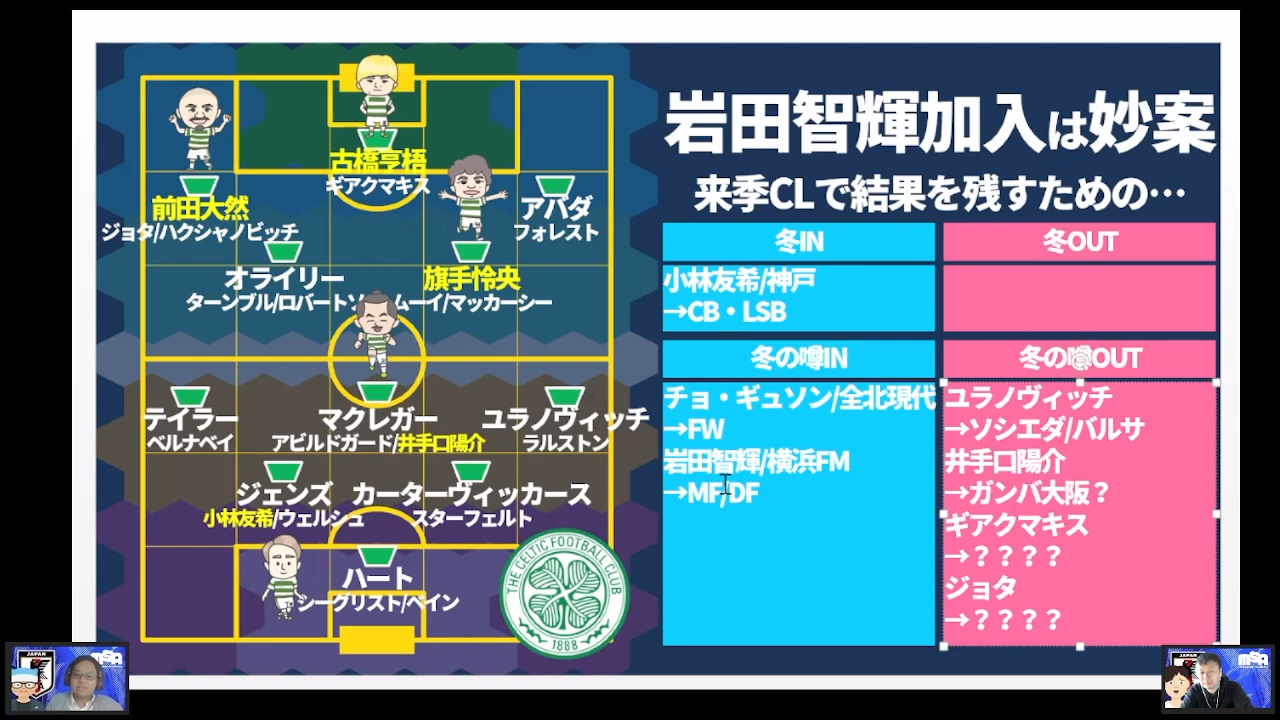 岩田智輝加入は妙案
来季CLで結果を残すための…
古橋亨梧
ギアクマキス
前田大然
ジョタ/ハクシャノビッチ
アバダ
フォレスト
オライリー
ターンブル/ロバートソ
旗手怜央
ムーイ/マッカーシー
テイラー
ベルナベイ
マクレガー
アビルドガード/井手口陽介
ユラノヴィッチ
ラルストン
ジェンズ
小林友希/ウェルシュ
カーターヴィッカース
スターフェルト
ハート
シーグリスト/ベイン
THE CELTIC FOOTBALL CLUB
1888
冬IN
小林友希/神戸
→CB・LSB
冬OUT
冬の噂IN
チョ・ギュソン/全北現代
→FW
岩田智輝/横浜FM
→MF/DF
冬の噂OUT
ユラノヴィッチ
→ソシエダ/バルサ
井手口陽介
→ガンバ大阪？
ギアクマキス
→？？？？
ジョタ
→？？？？
JAPAN